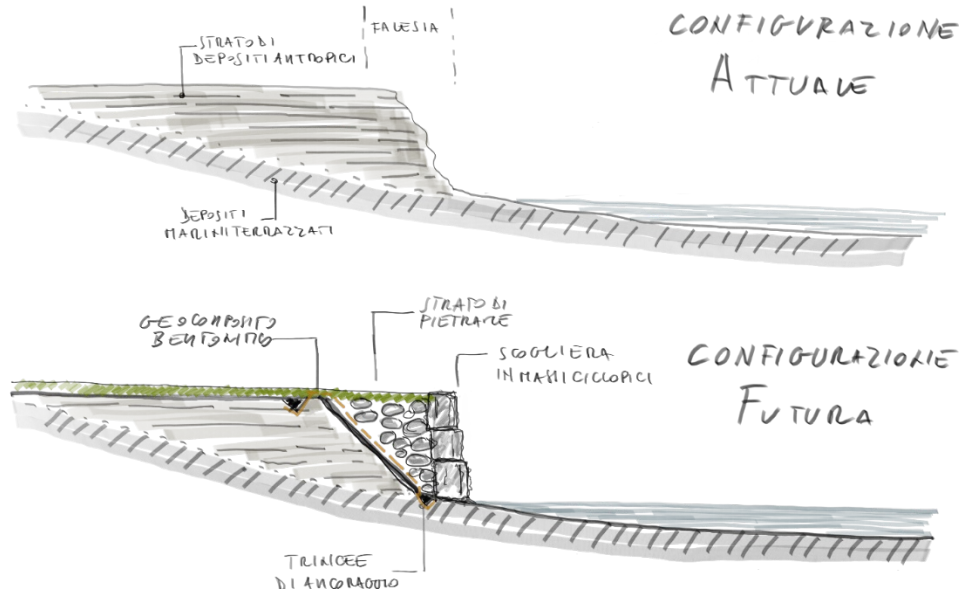 CONFIGURAZIONE
ATTUALE
FALESIA
STRATO DI
DEPOSITI ANTROPICI
DEPOSITI
MARINI TERRAZZATI
CONFIGURAZIONE
FUTURA
GEOCOMPOSITO
BENTONITICO
STRATO DI
PIETRAME
SCOGLIERA
IN MASSI CICLOPICI
TRINCEE
DI ANCORAGGIO